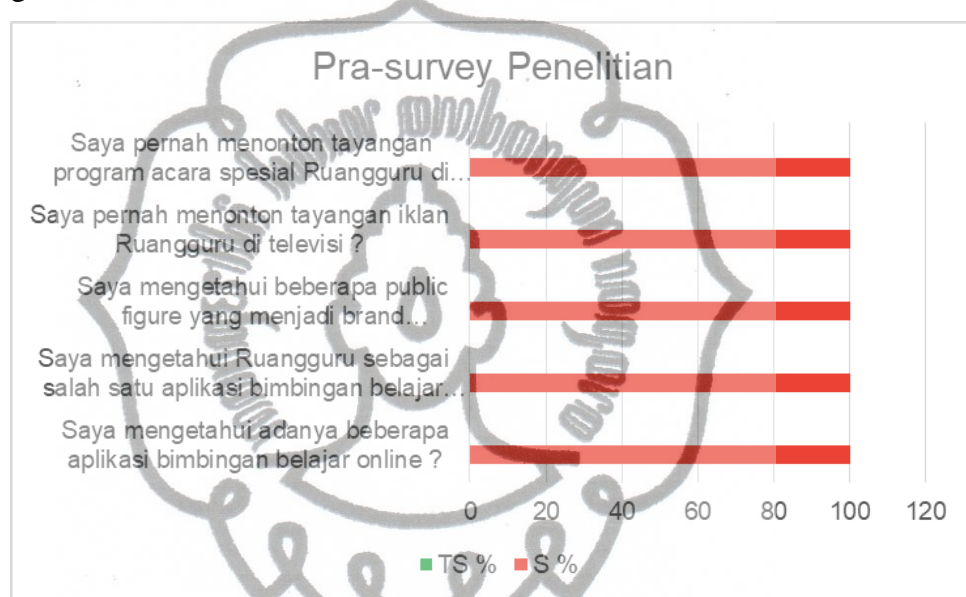 Pra-survey Penelitian
Saya pernah menonton tayangan
program acara spesial Ruangguru di...
Saya pernah menonton tayangan iklan
Ruangguru di televisi ?
Saya mengetahui beberapa public
figure yang menjadi brand...
Saya mengetahui Ruangguru sebagai
salah satu aplikasi bimbingan belajar...
Saya mengetahui adanya beberapa
aplikasi bimbingan belajar online ?
0 20 40 60 80 100 120
TS % S %